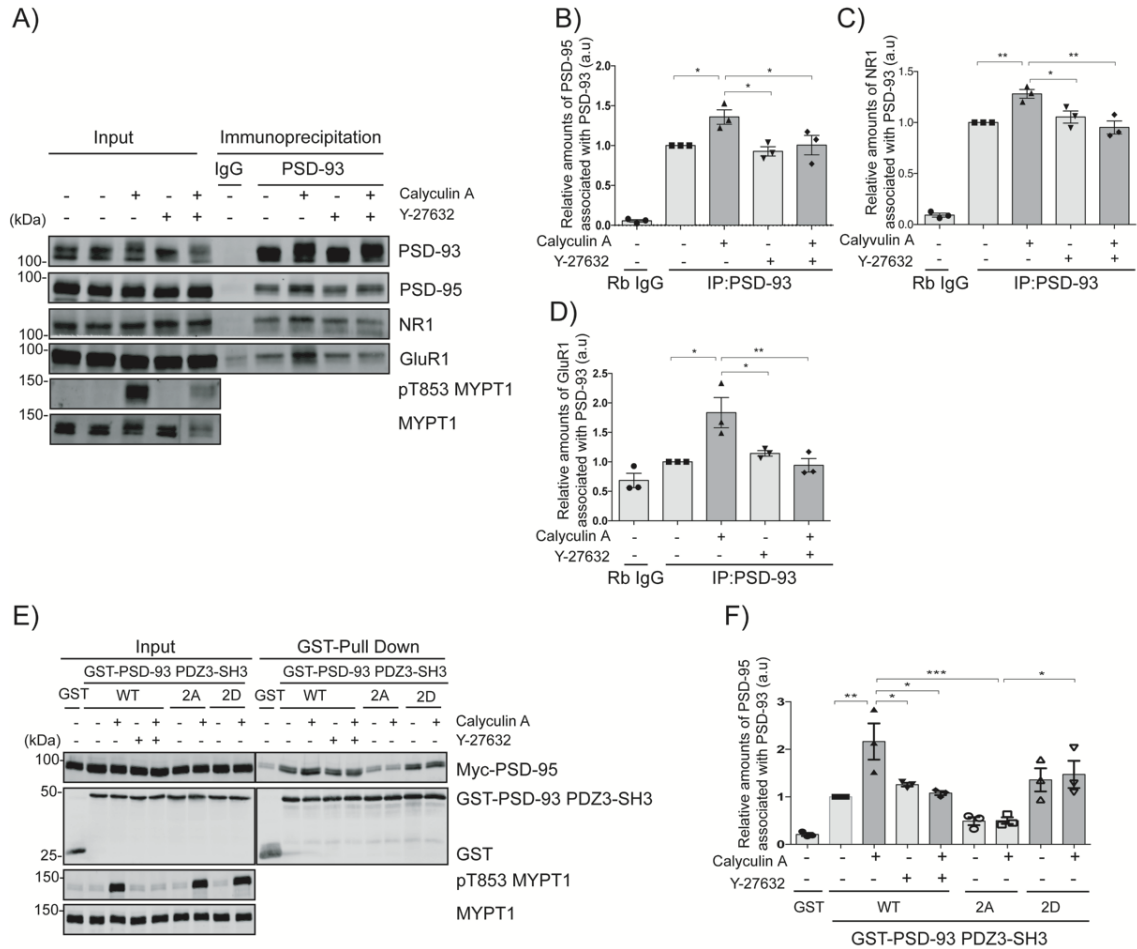 A)
Input
Immunoprecipitation
IgG
PSD-93
- - + - + - - + - + Calyculin A
(kDa) - - - + + - - - + + Y-27632
100- PSD-93
PSD-95
100- NR1
100- GluR1
150- pT853 MYPT1
150- MYPT1
B)
Relative amounts of PSD-95
associated with PSD-93 (a.u)
2.0
1.5
1.0
0.5
0.0
* * *
Calyculin A - - + - +
Y-27632 - - - + +
Rb IgG IP:PSD-93
C)
Relative amounts of NR1
associated with PSD-93 (a.u)
1.5
1.0
0.5
0.0
** ** *
Calyvulin A - - + - +
Y-27632 - - - + +
Rb IgG IP:PSD-93
D)
Relative amounts of GluR1
associated with PSD-93 (a.u)
2.5
2.0
1.5
1.0
0.5
0.0
* ** *
Calyculin A - - + - +
Y-27632 - - - + +
Rb IgG IP:PSD-93
E)
Input GST-Pull Down
GST-PSD-93 PDZ3-SH3 GST-PSD-93 PDZ3-SH3
GST WT 2A 2D GST WT 2A 2D
- - + - + - + - + - - + - + - + - + Calyculin A
(kDa) - - - + + - - - - - - - + + - - - - Y-27632
100- Myc-PSD-95
50- GST-PSD-93 PDZ3-SH3
25- GST
150- pT853 MYPT1
150- MYPT1
F)
Relative amounts of PSD-95
associated with PSD-93 (a.u)
4
3
2
1
0
*** * * ** *
Calyculin A - - + - + - + - +
Y-27632 - - - + + - - - -
GST WT 2A 2D
GST-PSD-93 PDZ3-SH3